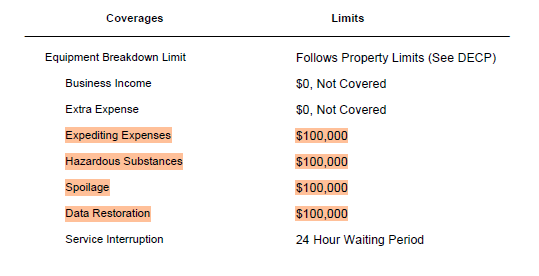 Coverages Limits
Equipment Breakdown Limit Follows Property Limits (See DECP)
Business Income $0, Not Covered
Extra Expense $0, Not Covered
Expediting Expenses $100,000
Hazardous Substances $100,000
Spoilage $100,000
Data Restoration $100,000
Service Interruption 24 Hour Waiting Period